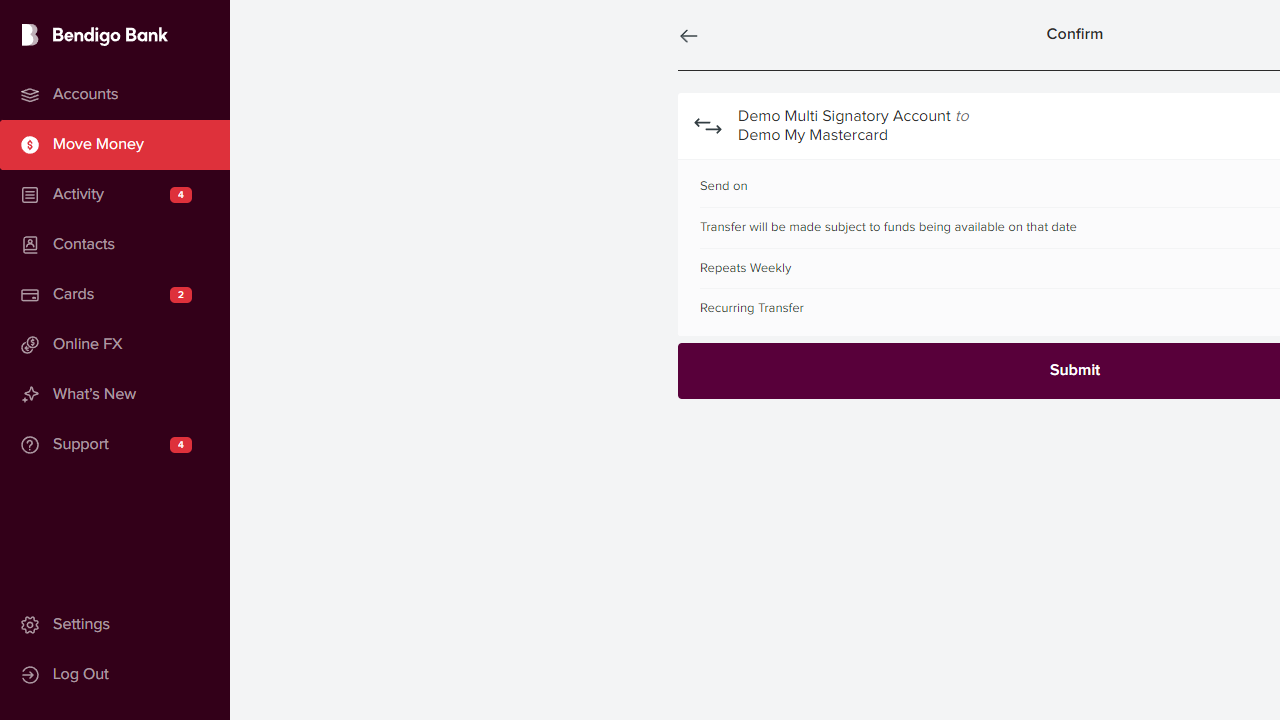 Bendigo Bank
Accounts
Move Money
Activity 4
Contacts
Cards 2
Online FX
What's New
Support 4
Settings
Log Out
Confirm
Demo Multi Signatory Account to
Demo My Mastercard
Send on
Transfer will be made subject to funds being available on that date
Repeats Weekly
Recurring Transfer
Submit